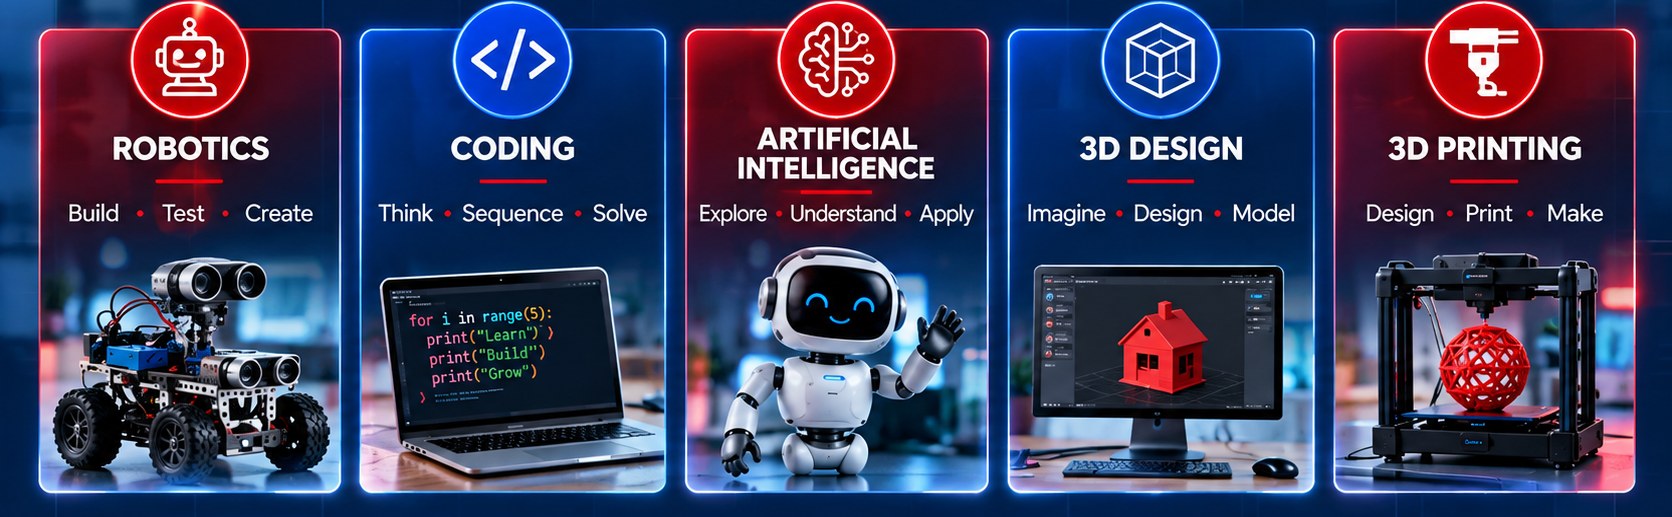 ROBOTICS
Build • Test • Create
CODING
Think • Sequence • Solve
for i in range(5):
print("Learn") }
print("Build")
print("Grow")
}
ARTIFICIAL
INTELLIGENCE
Explore • Understand • Apply
3D DESIGN
Imagine • Design • Model
3D PRINTING
Design • Print • Make